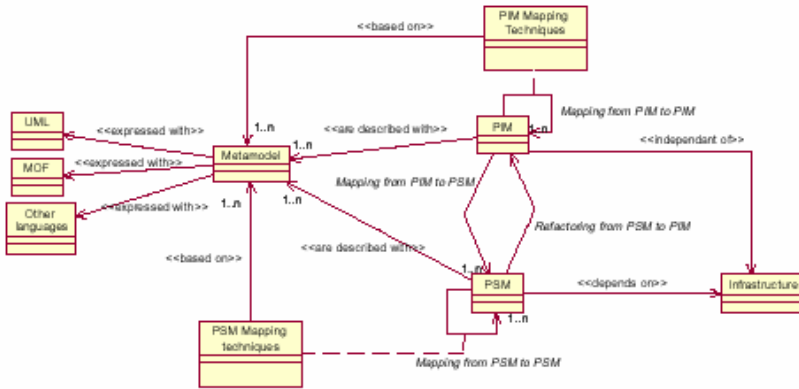 PIM Mapping
Techniques
<<based on>>
UML
<<expressed with>>
1..n
1..n
<<are described with>>
PIM
1..n
Mapping from PIM to PIM
<<independant of>>
MOF
<<expressed with>>
Metamodel
Mapping from PIM to PSM
Other
languages
<<expressed with>>
1..n
1..n
Refactoring from PSM to PIM
<<based on>>
<<are described with>>
1..n
PSM
<<depends on>>
Infrastructure
1..n
PSM Mapping
techniques
Mapping from PSM to PSM